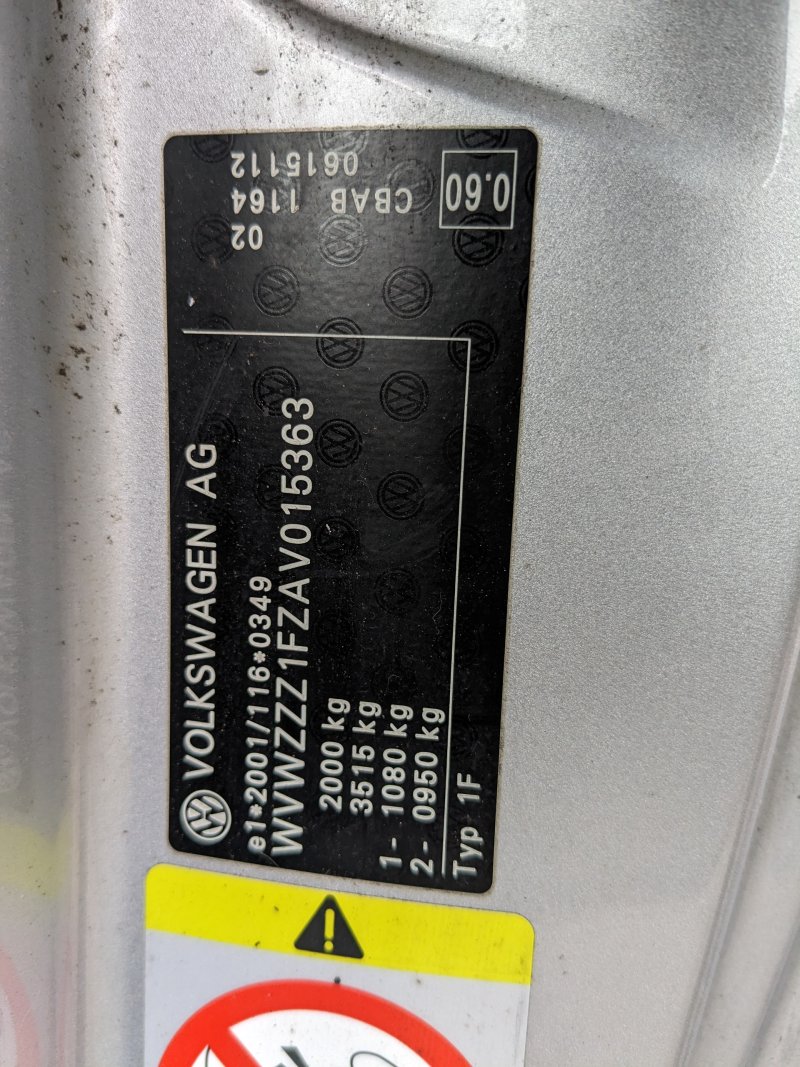 VOLKSWAGEN AG
e1*2001/116*0349
WVWZZZ1FZAV015363
2000 kg
3515 kg
1- 1080 kg
2- 0950 kg
Typ 1F
02
CBAB 1164
0615112
0.60